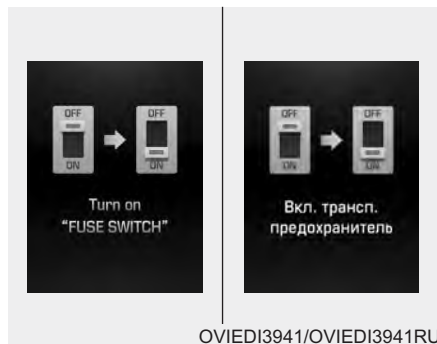 OFF
OFF
ON
ON
Turn on
"FUSE SWITCH"
OFF
OFF
ON
ON
Вкл. трансп.
предохранитель
OVIEDI3941/OVIEDI3941RU